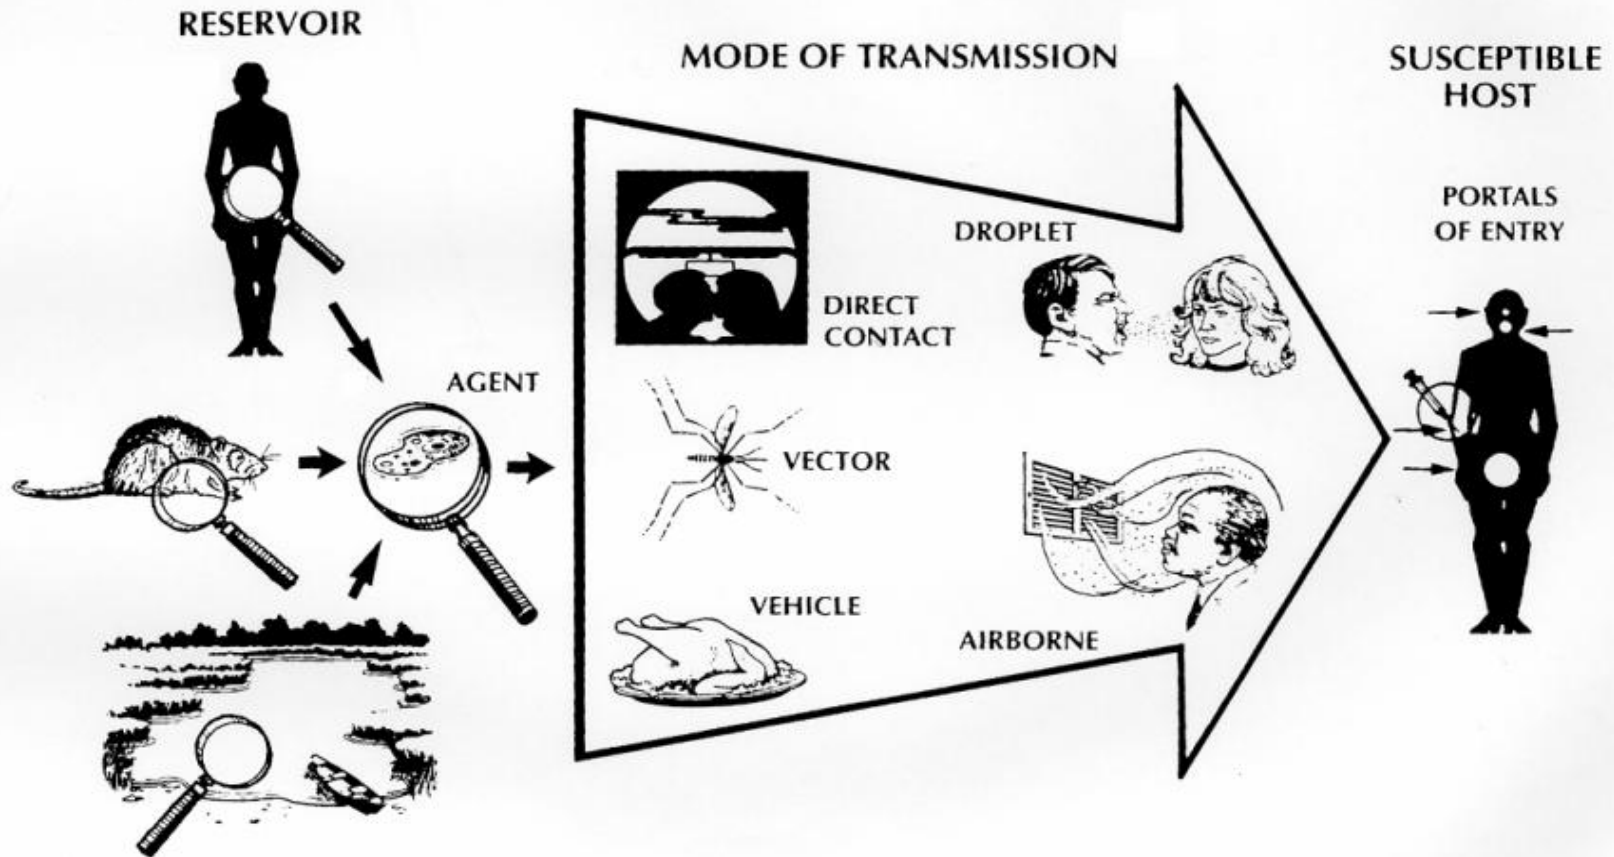 RESERVOIR
MODE OF TRANSMISSION
SUSCEPTIBLE
HOST
PORTALS
OF ENTRY
DROPLET
DIRECT
CONTACT
AGENT
VECTOR
VEHICLE
AIRBORNE